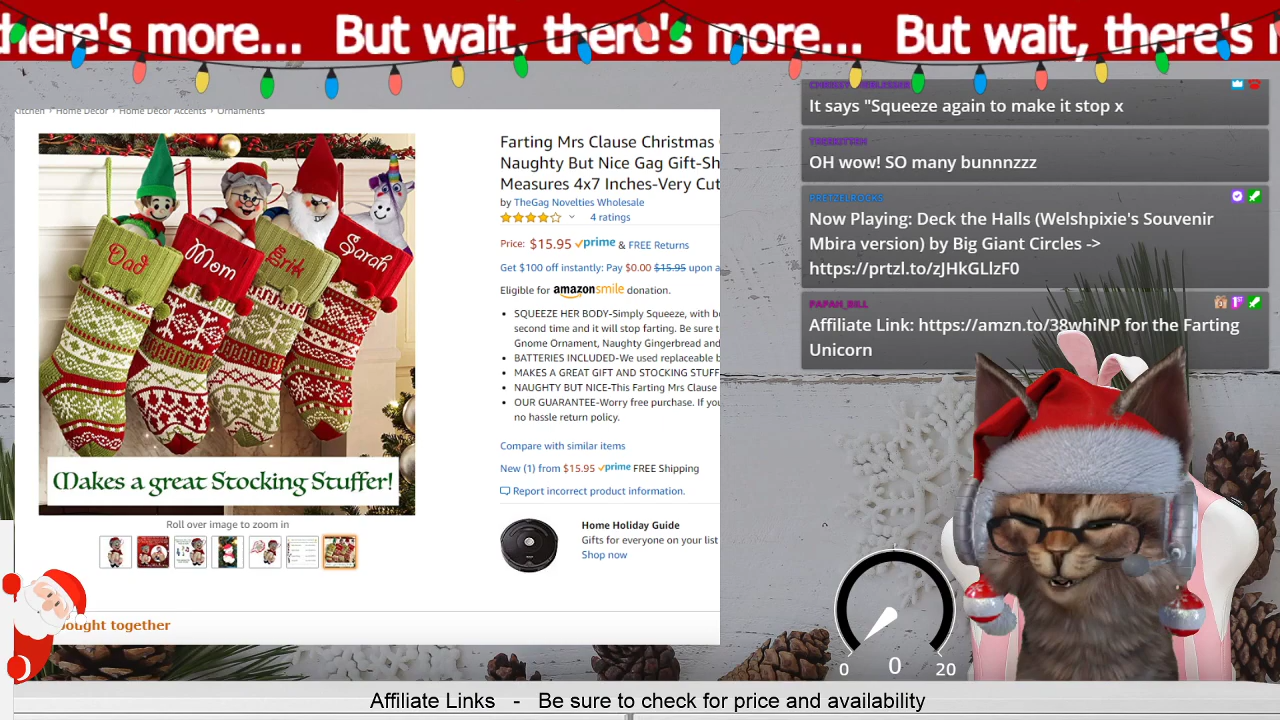 here's more... But wait, there's more... But wait, there's
Kitchen › Home Décor › Home Décor Accents › Ornaments
Dad
Mom
Erik
Sarah
Makes a great Stocking Stuffer!
Roll over image to zoom in
Farting Mrs Clause Christmas
Naughty But Nice Gag Gift-Sh
Measures 4x7 Inches-Very Cut
by TheGag Novelties Wholesale
4 ratings
Price: $15.95 prime & FREE Returns
Get $100 off instantly: Pay $0.00 $15.95 upon a
Eligible for amazonsmile donation.
• SQUEEZE HER BODY-Simply Squeeze, with b
second time and it will stop farting. Be sure t
Gnome Ornament, Naughty Gingerbread and
• BATTERIES INCLUDED-We used replaceable b
• MAKES A GREAT GIFT AND STOCKING STUFF
• NAUGHTY BUT NICE-This Farting Mrs Clause
• OUR GUARANTEE-Worry free purchase. If you
no hassle return policy.
Compare with similar items
New (1) from $15.95 prime FREE Shipping
Report incorrect product information.
Home Holiday Guide
Gifts for everyone on your list
Shop now
ought together
It says "Squeeze again to make it stop x
OH wow! SO many bunnnzzz
PRETZELROCKS
Now Playing: Deck the Halls (Welshpixie's Souvenir
Mbira version) by Big Giant Circles ->
https://prtzl.to/zJHkGLlzF0
PAPAH_BILL
Affiliate Link: https://amzn.to/38whiNP for the Farting
Unicorn
0 0 20
Affiliate Links - Be sure to check for price and availability